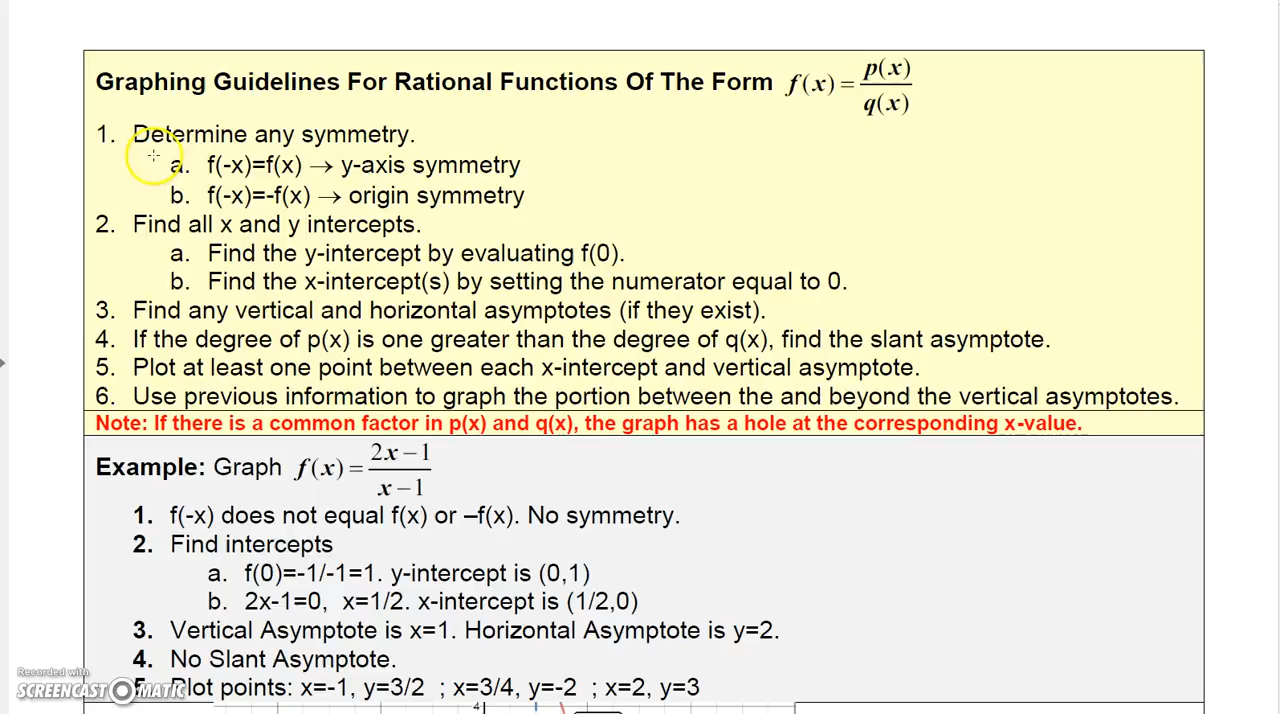 Graphing Guidelines For Rational Functions Of The Form f(x) = p(x)/q(x)
1. Determine any symmetry.
a. f(-x)=f(x) → y-axis symmetry
b. f(-x)=-f(x) → origin symmetry
2. Find all x and y intercepts.
a. Find the y-intercept by evaluating f(0).
b. Find the x-intercept(s) by setting the numerator equal to 0.
3. Find any vertical and horizontal asymptotes (if they exist).
4. If the degree of p(x) is one greater than the degree of q(x), find the slant asymptote.
5. Plot at least one point between each x-intercept and vertical asymptote.
6. Use previous information to graph the portion between the and beyond the vertical asymptotes.
Note: If there is a common factor in p(x) and q(x), the graph has a hole at the corresponding x-value.
Example: Graph f(x) = 2x−1/x−1
1. f(-x) does not equal f(x) or –f(x). No symmetry.
2. Find intercepts
a. f(0)=-1/-1=1. y-intercept is (0,1)
b. 2x-1=0, x=1/2. x-intercept is (1/2,0)
3. Vertical Asymptote is x=1. Horizontal Asymptote is y=2.
4. No Slant Asymptote.
5. Plot points: x=-1, y=3/2 ; x=3/4, y=-2 ; x=2, y=3
4
Recorded with
SCREENCAST-O-MATIC